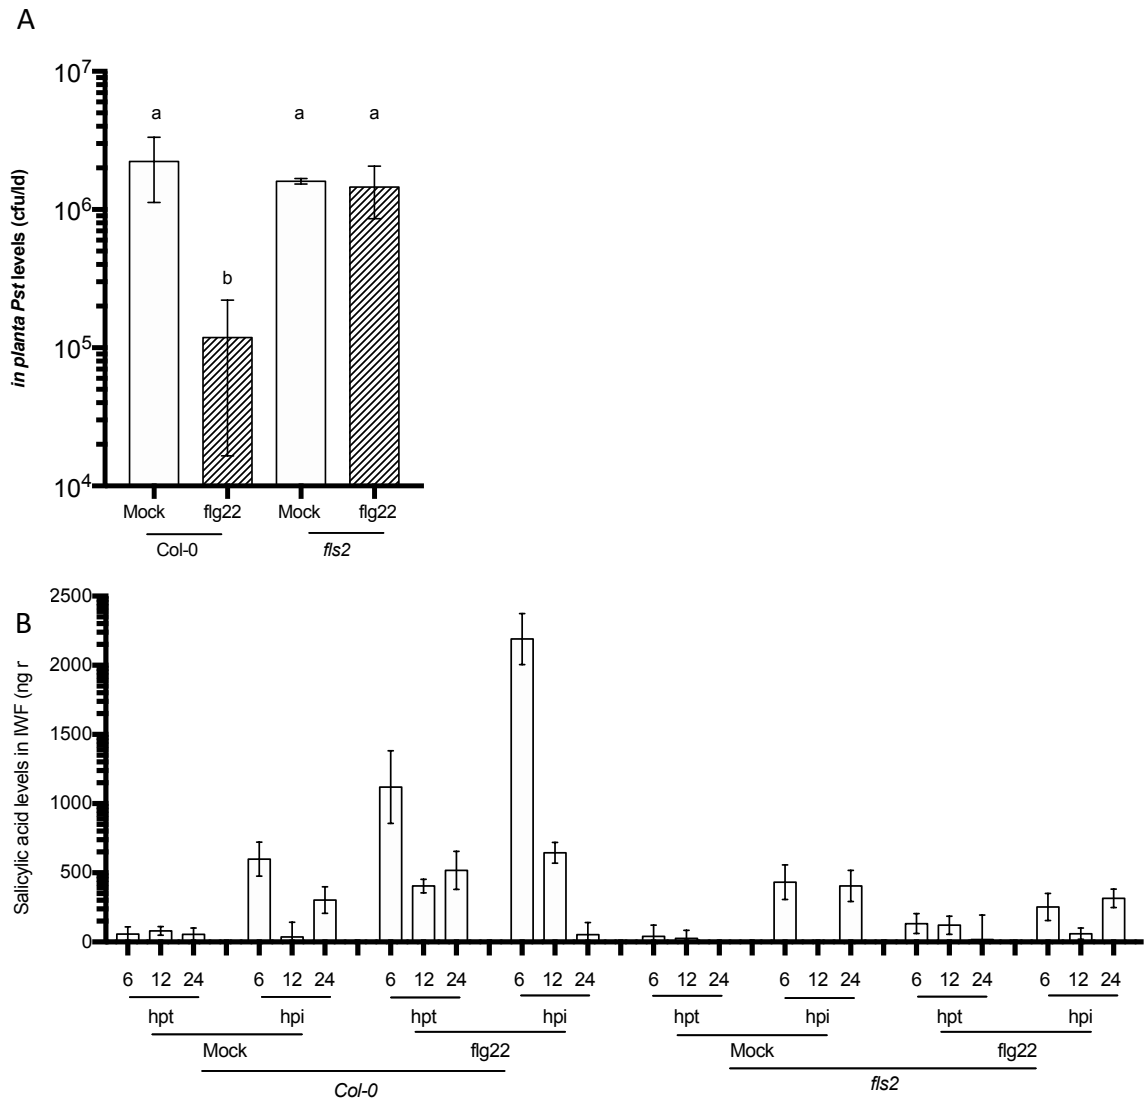 A
10^7
a a a
10^6
b
10^5
10^4
in planta Pst levels (cfu/ld)
Mock flg22 Mock flg22
Col-0 fls2
B
2500
2000
1500
1000
500
0
Salicylic acid levels in IWF (ng r
6 12 24 6 12 24 6 12 24 6 12 24 6 12 24 6 12 24 6 12 24 6 12 24
hpt hpi hpt hpi hpt hpi hpt hpi
Mock flg22 Mock flg22
Col-0 fls2